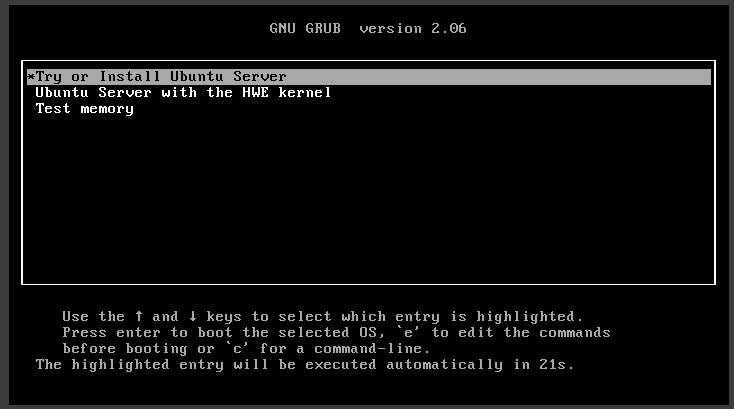 GNU GRUB  version 2.06
*Try or Install Ubuntu Server
Ubuntu Server with the HWE kernel
Test memory
Use the ↑ and ↓ keys to select which entry is highlighted.
Press enter to boot the selected OS, `e' to edit the commands
before booting or `c' for a command-line.
The highlighted entry will be executed automatically in 21s.